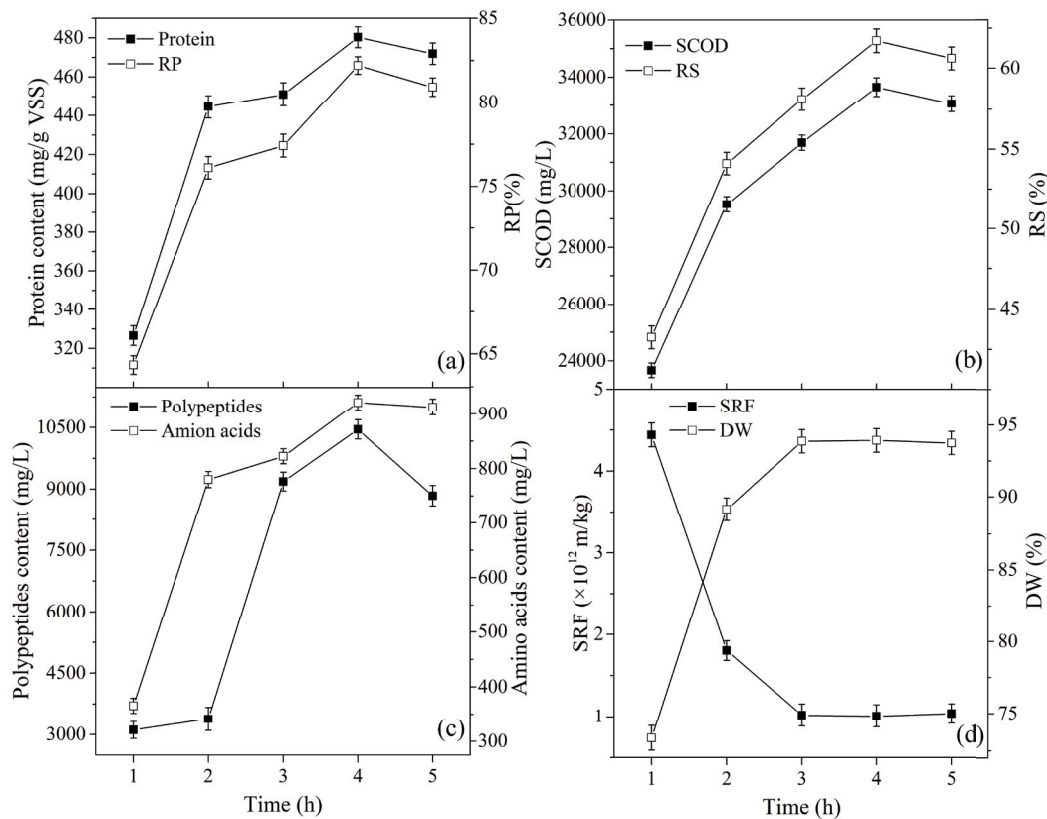 Protein content (mg/g VSS)
480
460
440
420
400
380
360
340
320
Protein
RP
(a)
85
80
75
70
65
RP(%)
SCOD (mg/L)
36000
34000
32000
30000
28000
26000
24000
SCOD
RS
(b)
60
55
50
45
RS (%)
Polypeptides content (mg/L)
10500
9000
7500
6000
4500
3000
Polypeptides
Amion acids
(c)
900
800
700
600
500
400
300
Amino acids content (mg/L)
1 2 3 4 5
Time (h)
SRF (×10¹² m/kg)
5
4
3
2
1
SRF
DW
(d)
95
90
85
80
75
DW (%)
1 2 3 4 5
Time (h)